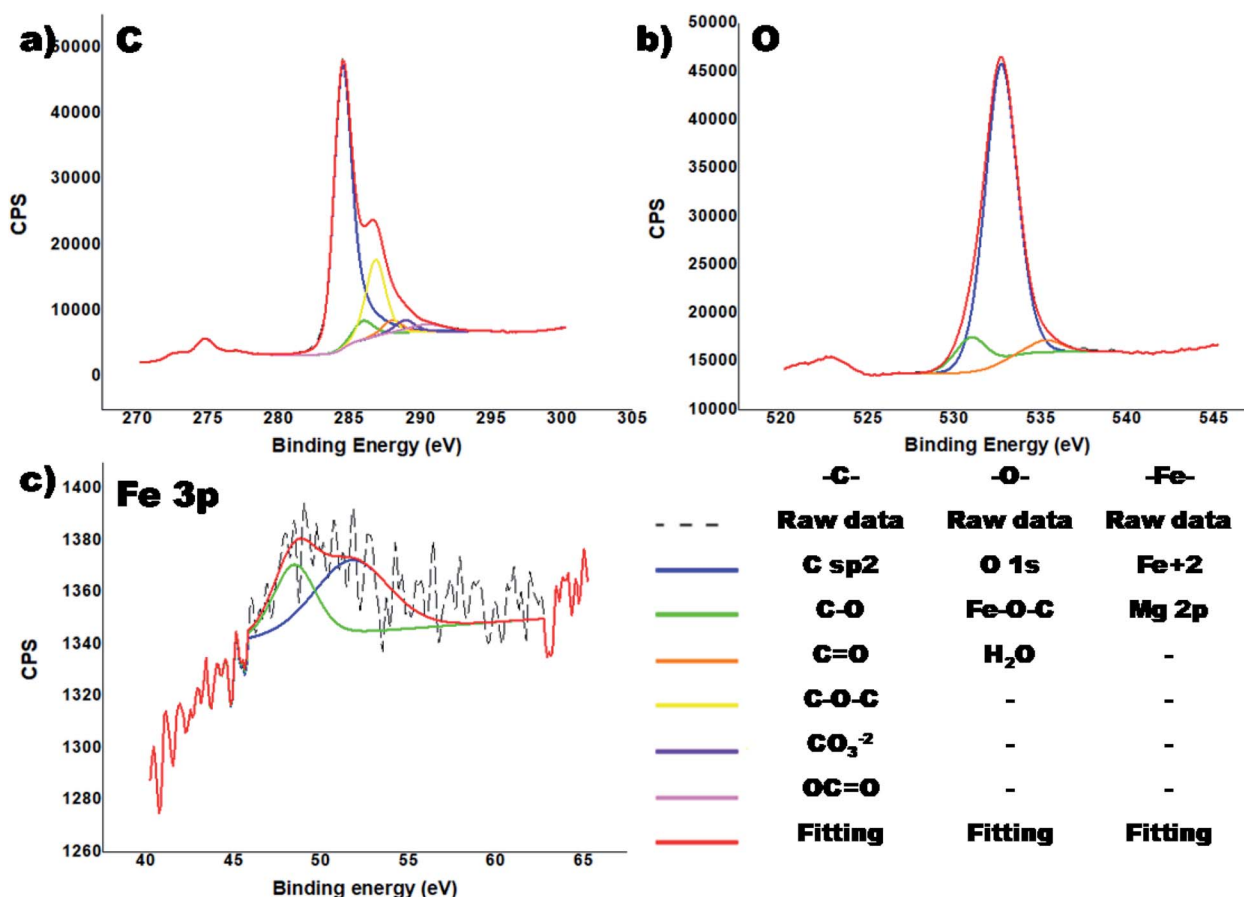 a) C
50000
40000
30000
20000
10000
0
CPS
270 275 280 285 290 295 300 305
Binding Energy (eV)
b) O
50000
45000
40000
35000
30000
25000
20000
15000
10000
CPS
520 525 530 535 540 545
Binding Energy (eV)
c) Fe 3p
1400
1380
1360
1340
1320
1300
1280
1260
CPS
40 45 50 55 60 65
Binding energy (eV)
-C- -O- -Fe-
Raw data Raw data Raw data
C sp2 O 1s Fe+2
C-O Fe-O-C Mg 2p
C=O H₂O -
C-O-C - -
CO₃⁻² - -
OC=O - -
Fitting Fitting Fitting